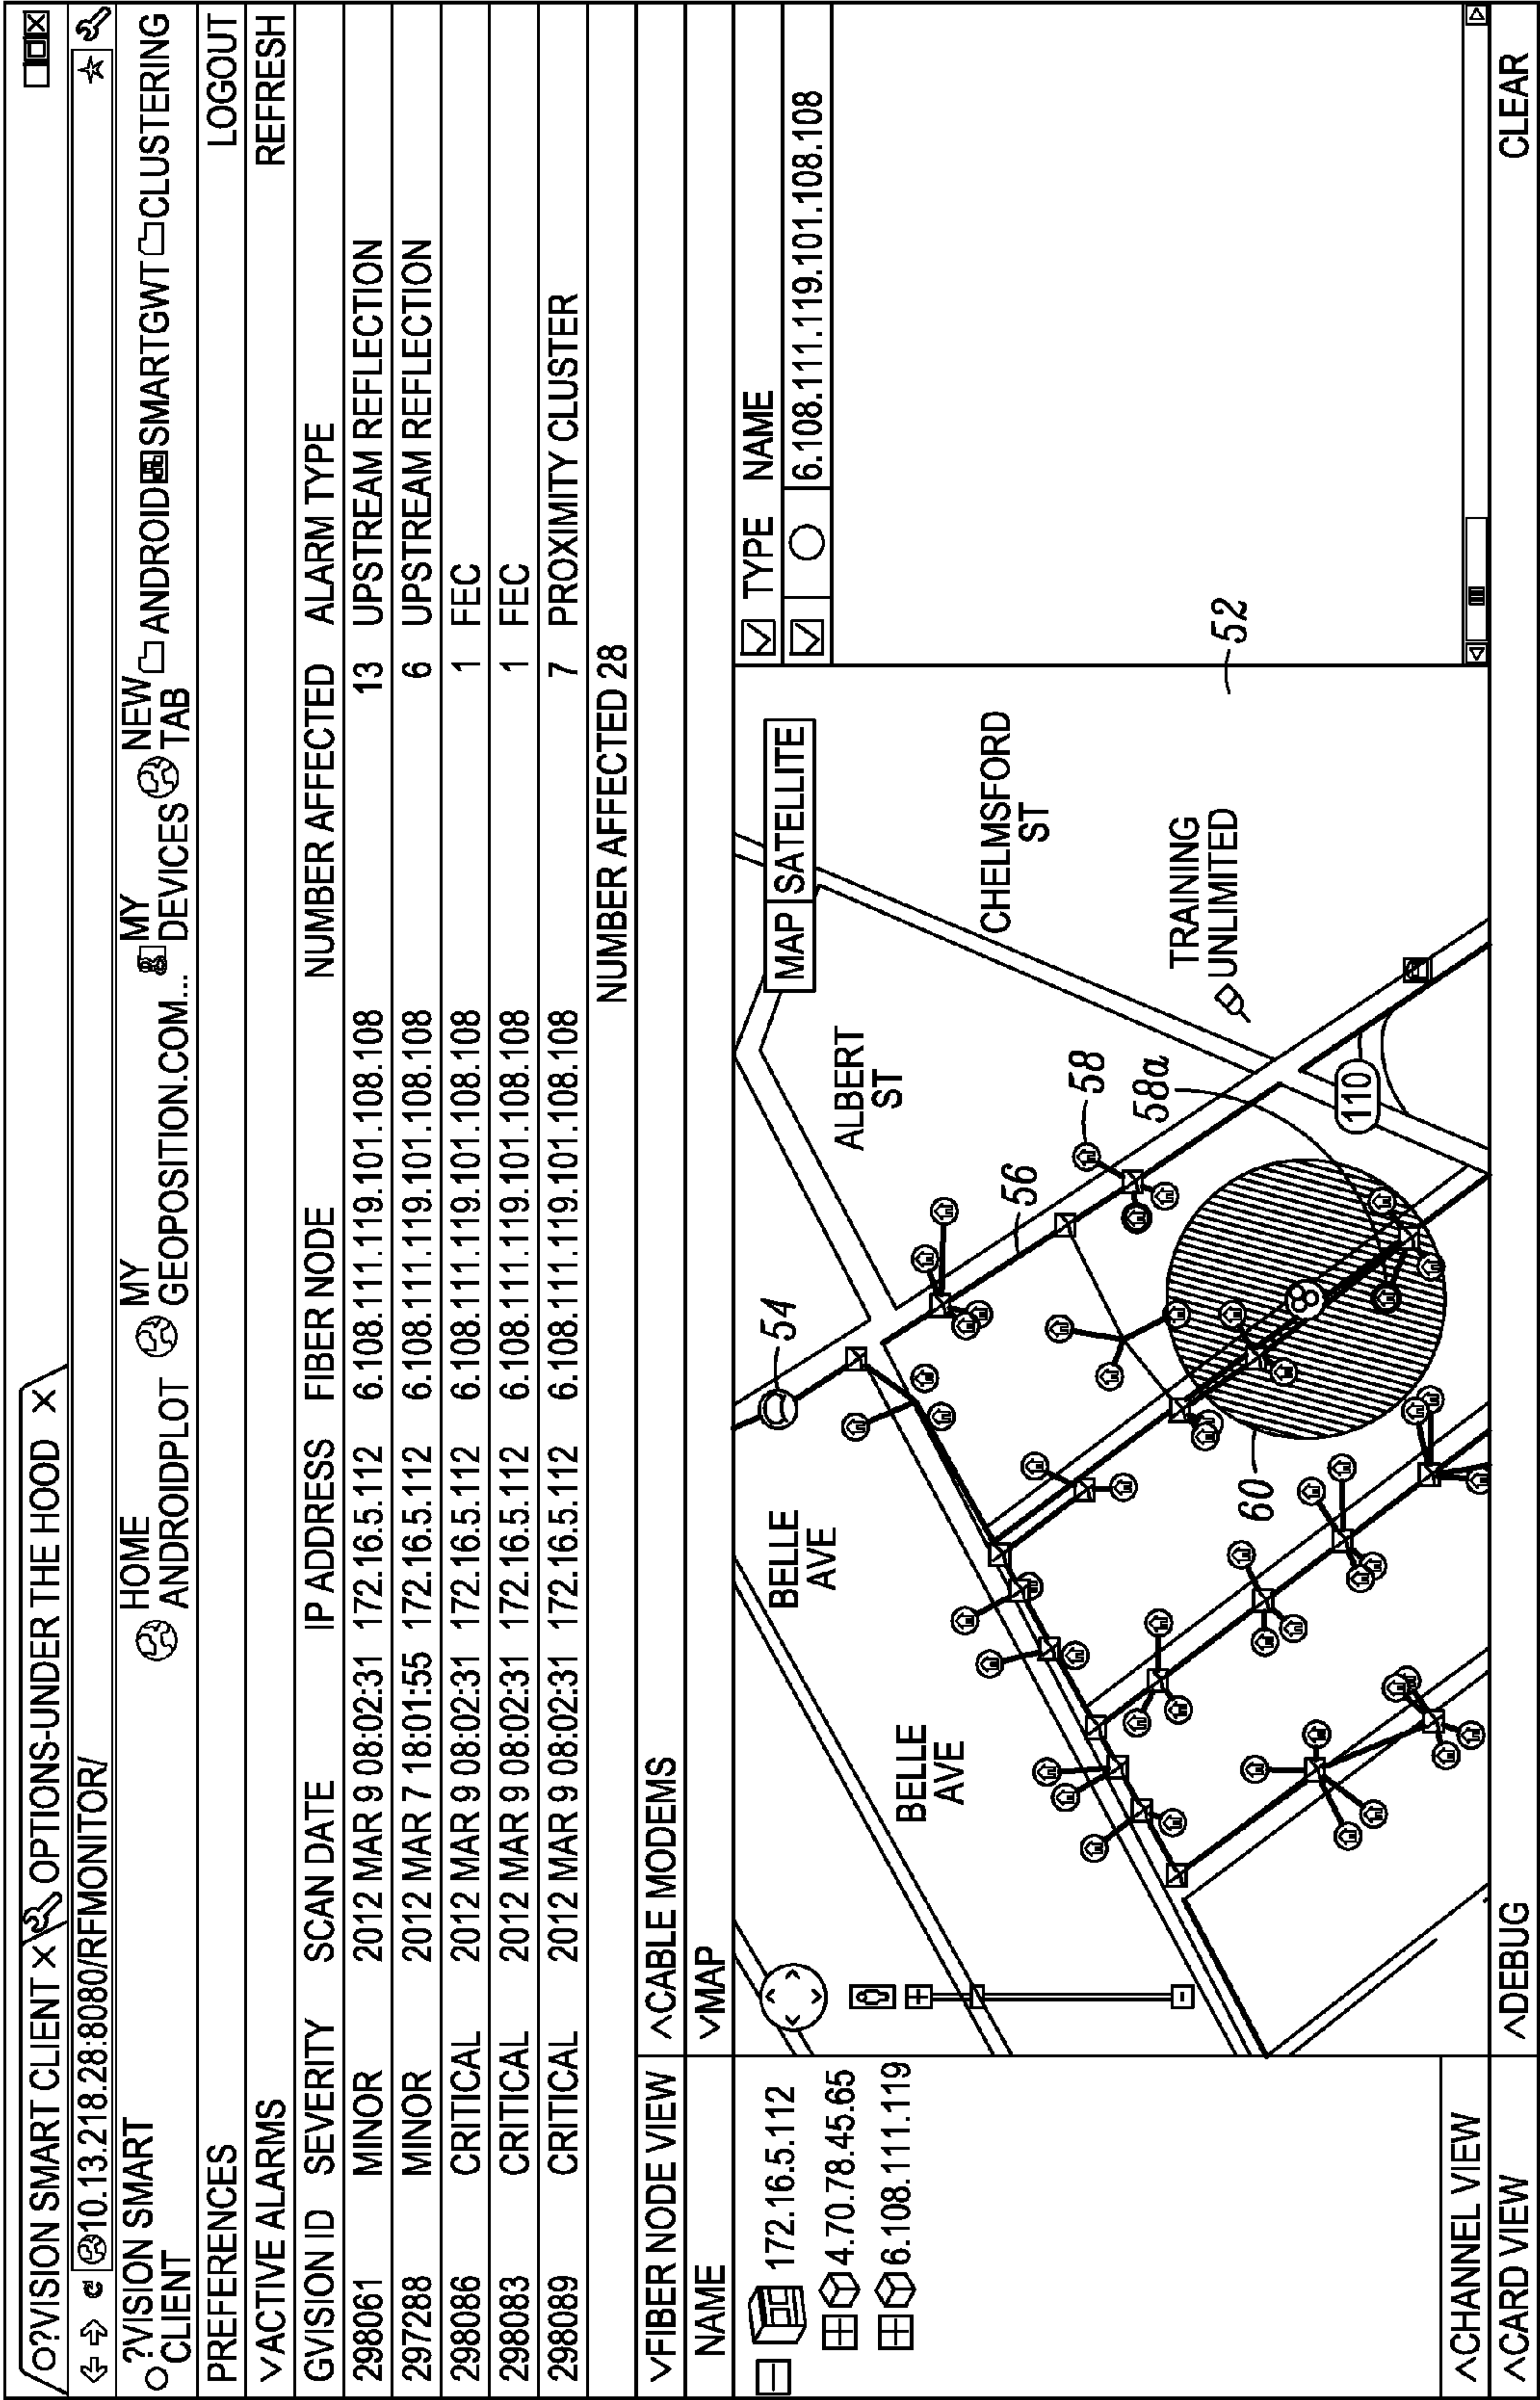 O?VISION SMART CLIENT X OPTIONS-UNDER THE HOOD X
10.13.218.28:8080/RFMONITOR/
O?VISION SMART CLIENT HOME ANDROIDPLOT MY GEOPOSITION.COM... MY DEVICES NEW TAB ANDROID SMARTGWT CLUSTERING
PREFERENCES LOGOUT
VACTIVE ALARMS REFRESH
GVISION ID SEVERITY SCAN DATE IP ADDRESS FIBER NODE NUMBER AFFECTED ALARM TYPE
298061 MINOR 2012 MAR 9 08:02:31 172.16.5.112 6.108.111.119.101.108.108 13 UPSTREAM REFLECTION
297288 MINOR 2012 MAR 7 18:01:55 172.16.5.112 6.108.111.119.101.108.108 6 UPSTREAM REFLECTION
298086 CRITICAL 2012 MAR 9 08:02:31 172.16.5.112 6.108.111.119.101.108.108 1 FEC
298083 CRITICAL 2012 MAR 9 08:02:31 172.16.5.112 6.108.111.119.101.108.108 1 FEC
298089 CRITICAL 2012 MAR 9 08:02:31 172.16.5.112 6.108.111.119.101.108.108 7 PROXIMITY CLUSTER
NUMBER AFFECTED 28
VFIBER NODE VIEW ^CABLE MODEMS
NAME VMAP
172.16.5.112
4.70.78.45.65
6.108.111.119
MAP SATELLITE
TYPE NAME
6.108.111.119.101.108.108
54
BELLE
AVE
ALBERT
ST
BELLE
AVE
CHELMSFORD
ST
56
58
58a
TRAINING
UNLIMITED
52
60
110
^CHANNEL VIEW
^CARD VIEW ^DEBUG CLEAR